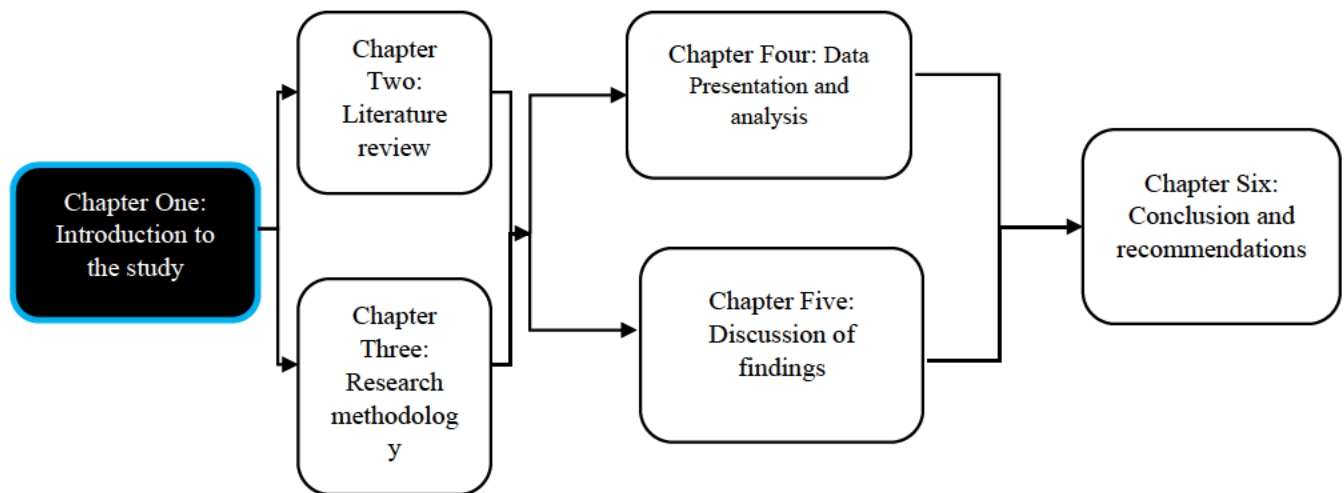 Chapter One:
Introduction to
the study
Chapter
Two:
Literature
review
Chapter
Three:
Research
methodolog
y
Chapter Four: Data
Presentation and
analysis
Chapter Five:
Discussion of
findings
Chapter Six:
Conclusion and
recommendations